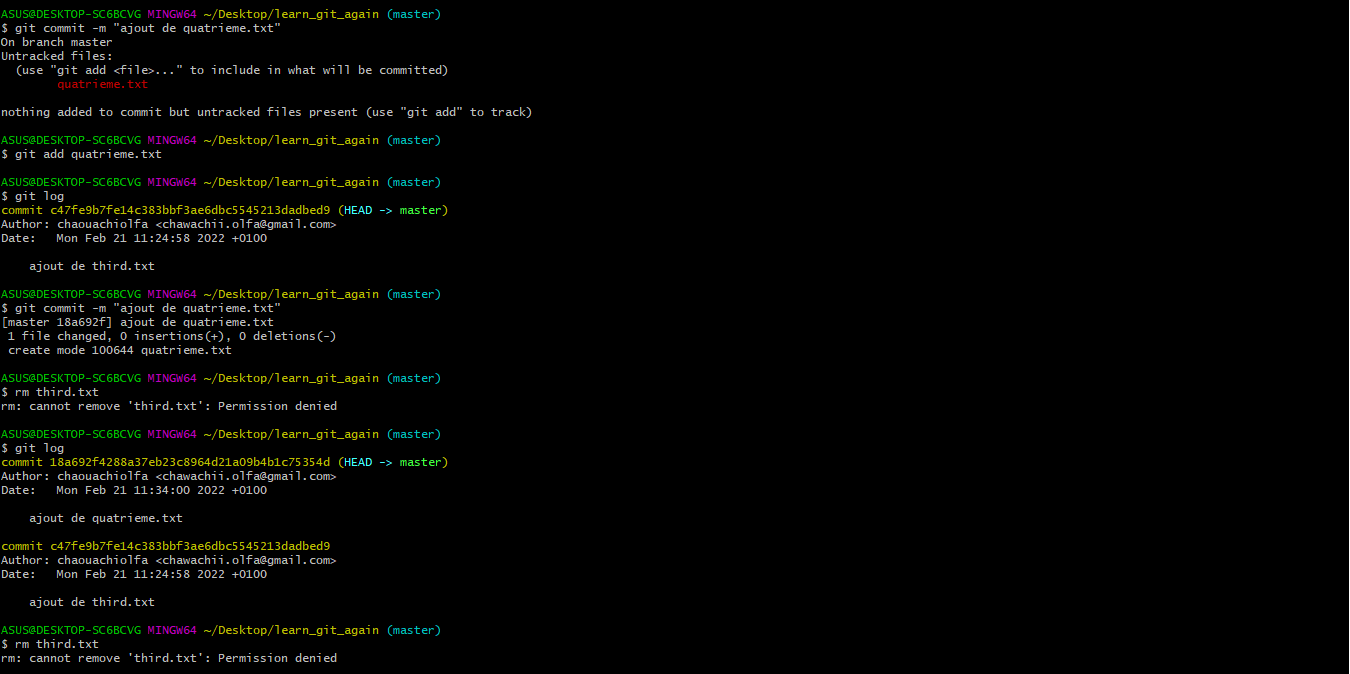 ASUS@DESKTOP-SC6BCVG MINGW64 ~/Desktop/learn_git_again (master)
$ git commit -m "ajout de quatrieme.txt"
On branch master
Untracked files:
  (use "git add <file>..." to include in what will be committed)
        quatrieme.txt

nothing added to commit but untracked files present (use "git add" to track)

ASUS@DESKTOP-SC6BCVG MINGW64 ~/Desktop/learn_git_again (master)
$ git add quatrieme.txt

ASUS@DESKTOP-SC6BCVG MINGW64 ~/Desktop/learn_git_again (master)
$ git log
commit c47fe9b7fe14c383bbf3ae6dbc5545213dadbed9 (HEAD -> master)
Author: chaouachiolfa <chawachii.olfa@gmail.com>
Date:   Mon Feb 21 11:24:58 2022 +0100

    ajout de third.txt

ASUS@DESKTOP-SC6BCVG MINGW64 ~/Desktop/learn_git_again (master)
$ git commit -m "ajout de quatrieme.txt"
[master 18a692f] ajout de quatrieme.txt
 1 file changed, 0 insertions(+), 0 deletions(-)
 create mode 100644 quatrieme.txt

ASUS@DESKTOP-SC6BCVG MINGW64 ~/Desktop/learn_git_again (master)
$ rm third.txt
rm: cannot remove 'third.txt': Permission denied

ASUS@DESKTOP-SC6BCVG MINGW64 ~/Desktop/learn_git_again (master)
$ git log
commit 18a692f4288a37eb23c8964d21a09b4b1c75354d (HEAD -> master)
Author: chaouachiolfa <chawachii.olfa@gmail.com>
Date:   Mon Feb 21 11:34:00 2022 +0100

    ajout de quatrieme.txt

commit c47fe9b7fe14c383bbf3ae6dbc5545213dadbed9
Author: chaouachiolfa <chawachii.olfa@gmail.com>
Date:   Mon Feb 21 11:24:58 2022 +0100

    ajout de third.txt

ASUS@DESKTOP-SC6BCVG MINGW64 ~/Desktop/learn_git_again (master)
$ rm third.txt
rm: cannot remove 'third.txt': Permission denied